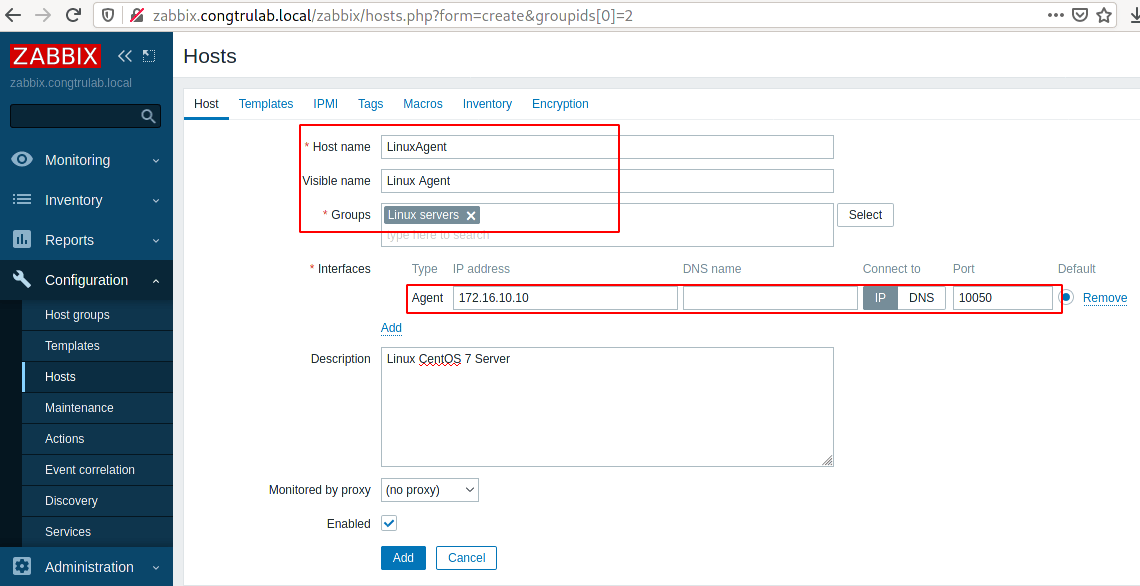 zabbix.congtrulab.local/zabbix/hosts.php?form=create&groupids[0]=2
ZABBIX
zabbix.congtrulab.local
Monitoring
Inventory
Reports
Configuration
Host groups
Templates
Hosts
Maintenance
Actions
Event correlation
Discovery
Services
Administration
Hosts
Host Templates IPMI Tags Macros Inventory Encryption
* Host name LinuxAgent
Visible name Linux Agent
* Groups Linux servers Select
type here to search
* Interfaces Type IP address DNS name Connect to Port Default
Agent 172.16.10.10 IP DNS 10050 Remove
Add
Description Linux CentOS 7 Server
Monitored by proxy (no proxy)
Enabled
Add Cancel